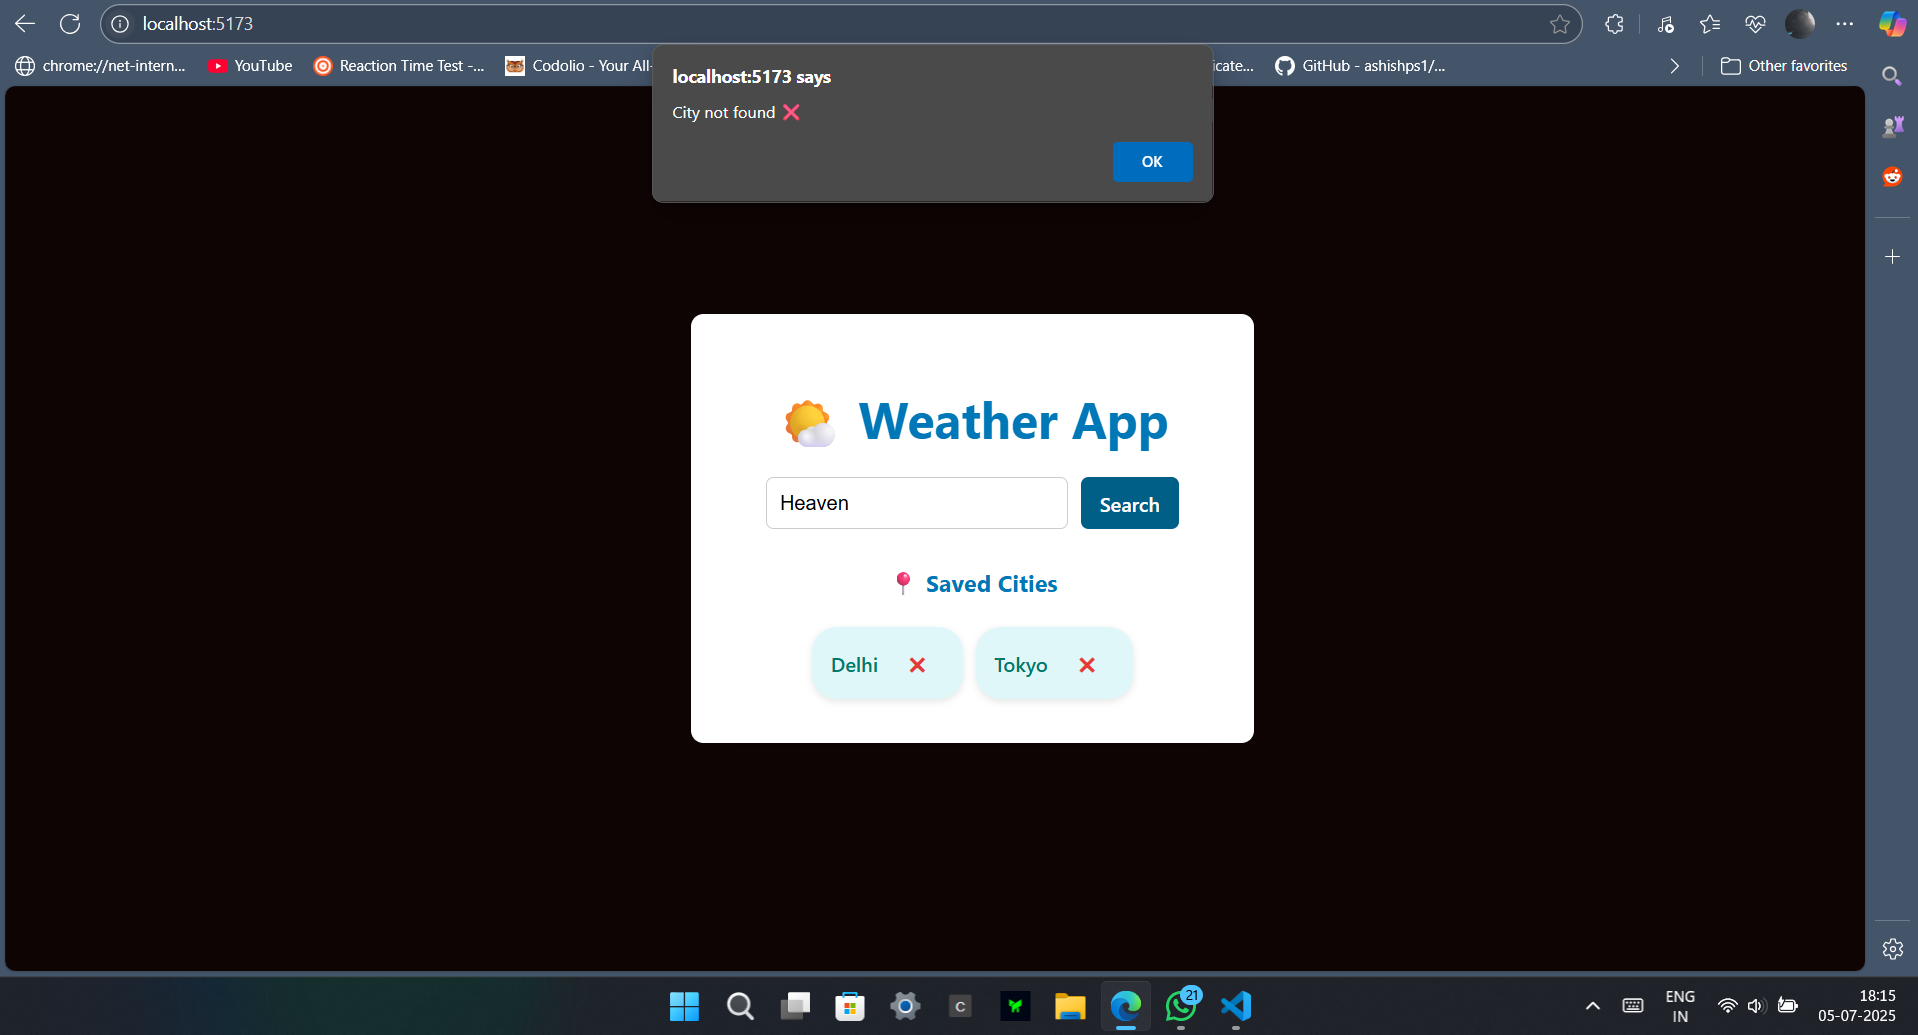 localhost:5173
chrome://net-intern...
YouTube
Reaction Time Test -...
Codolio - Your All-
icate...
GitHub - ashishps1/...
Other favorites
localhost:5173 says
City not found ❌
OK
Weather App
Heaven
Search
Saved Cities
Delhi ❌
Tokyo ❌
C
21
ENG
IN
18:15
05-07-2025